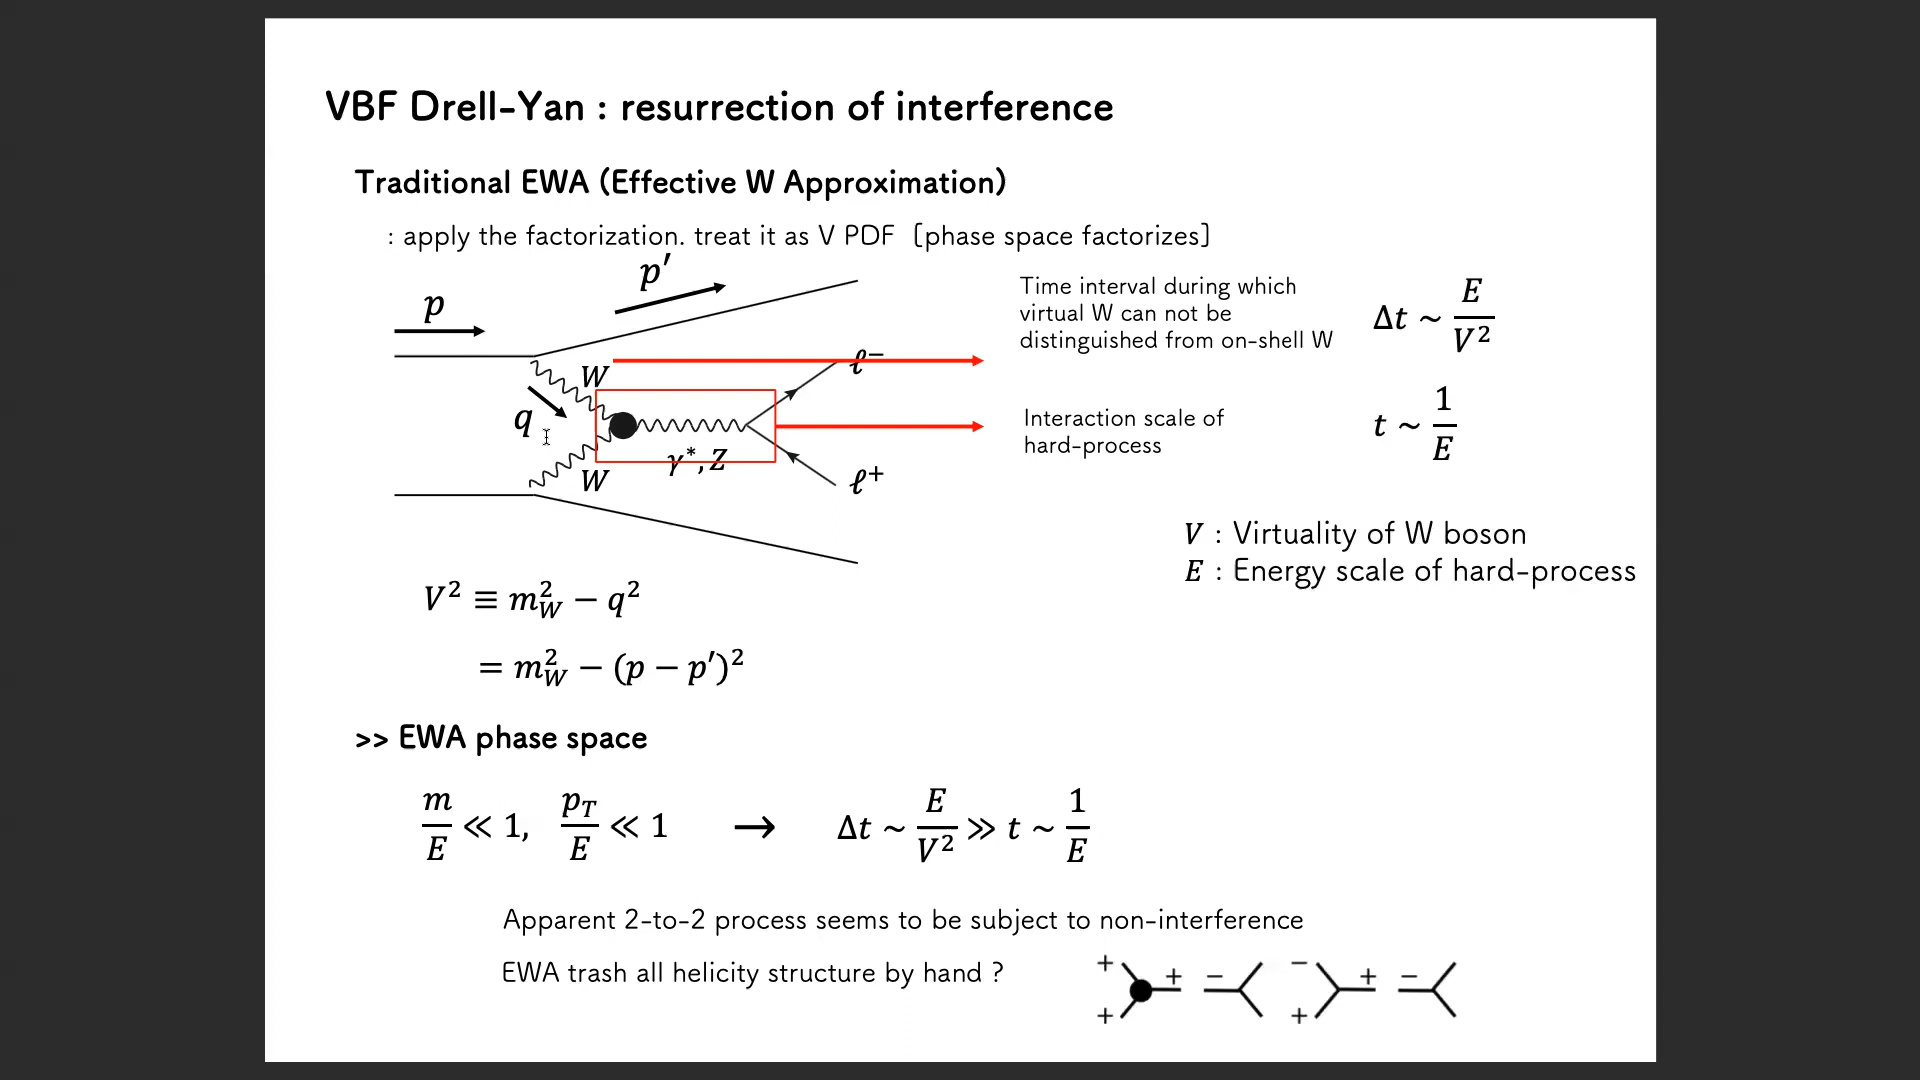 VBF Drell-Yan : resurrection of interference
Traditional EWA (Effective W Approximation)
: apply the factorization. treat it as V PDF [phase space factorizes]
p
p′
q
W
W
γ*, Z
ℓ−
ℓ+
Time interval during which
virtual W can not be
distinguished from on-shell W
Δt ~ E/V²
Interaction scale of
hard-process
t ~ 1/E
V : Virtuality of W boson
E : Energy scale of hard-process
V² ≡ m_W² − q²
= m_W² − (p − p′)²
>> EWA phase space
m/E ≪ 1, p_T/E ≪ 1 → Δt ~ E/V² ≫ t ~ 1/E
Apparent 2-to-2 process seems to be subject to non-interference
EWA trash all helicity structure by hand ?
+ + − − + −
+ +